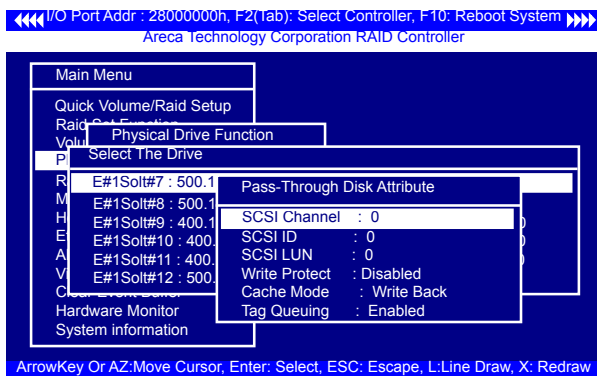 I/O Port Addr : 28000000h, F2(Tab): Select Controller, F10: Reboot System
Areca Technology Corporation RAID Controller
Main Menu
Quick Volume/Raid Setup
Physical Drive Function
Select The Drive
E#1Solt#7 : 500.1
E#1Solt#8 : 500.1
E#1Solt#9 : 400.1
E#1Solt#10 : 400.
E#1Solt#11 : 400.
E#1Solt#12 : 500.
Pass-Through Disk Attribute
SCSI Channel : 0
SCSI ID : 0
SCSI LUN : 0
Write Protect : Disabled
Cache Mode : Write Back
Tag Queuing : Enabled
Hardware Monitor
System information
ArrowKey Or AZ:Move Cursor, Enter: Select, ESC: Escape, L:Line Draw, X: Redraw